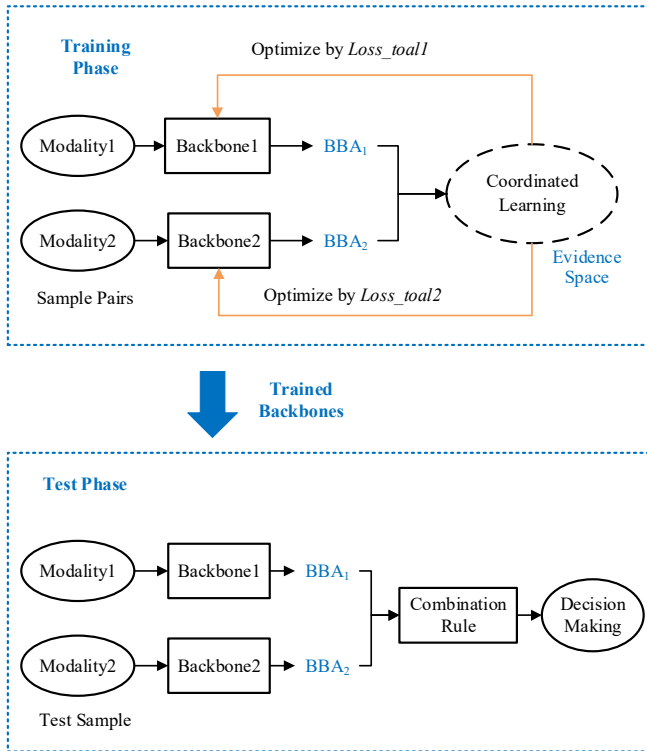 Training
Phase
Optimize by Loss_toal1
Modality1
Backbone1
BBA₁
Coordinated
Learning
Modality2
Backbone2
BBA₂
Evidence
Space
Sample Pairs
Optimize by Loss_toal2
Trained
Backbones
Test Phase
Modality1
Backbone1
BBA₁
Combination
Rule
Decision
Making
Modality2
Backbone2
BBA₂
Test Sample